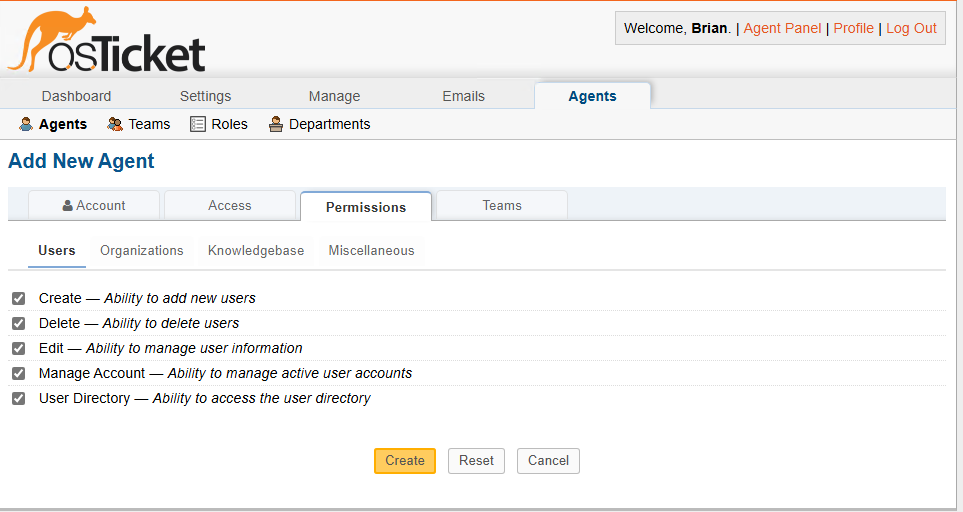 osTicket
Welcome, Brian. | Agent Panel | Profile | Log Out
Dashboard Settings Manage Emails Agents
Agents Teams Roles Departments
Add New Agent
Account Access Permissions Teams
Users Organizations Knowledgebase Miscellaneous
Create — Ability to add new users
Delete — Ability to delete users
Edit — Ability to manage user information
Manage Account — Ability to manage active user accounts
User Directory — Ability to access the user directory
Create Reset Cancel